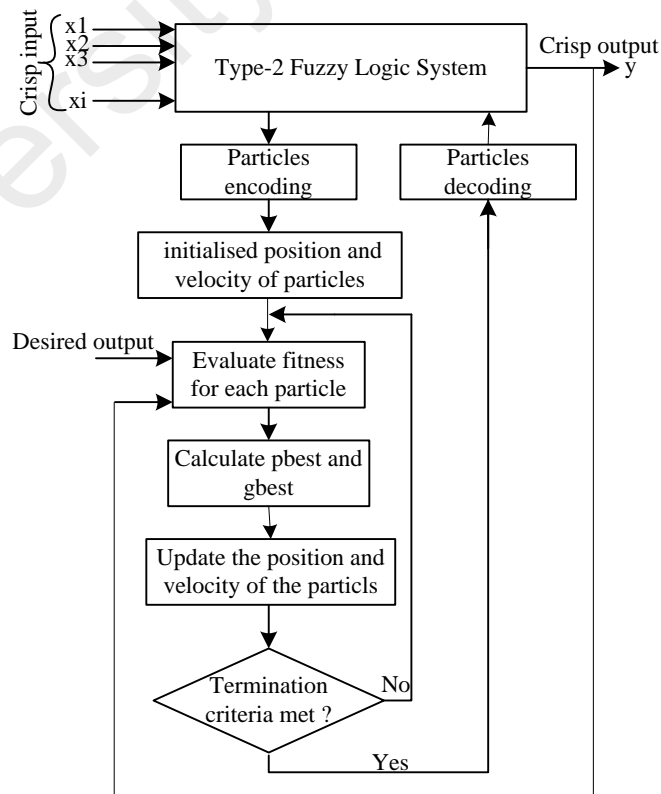 Crisp input
x1
x2
x3
xi
Type-2 Fuzzy Logic System
Crisp output
y
Particles
encoding
Particles
decoding
initialised position and
velocity of particles
Desired output
Evaluate fitness
for each particle
Calculate pbest and
gbest
Update the position and
velocity of the particls
Termination
criteria met ?
No
Yes
ersity